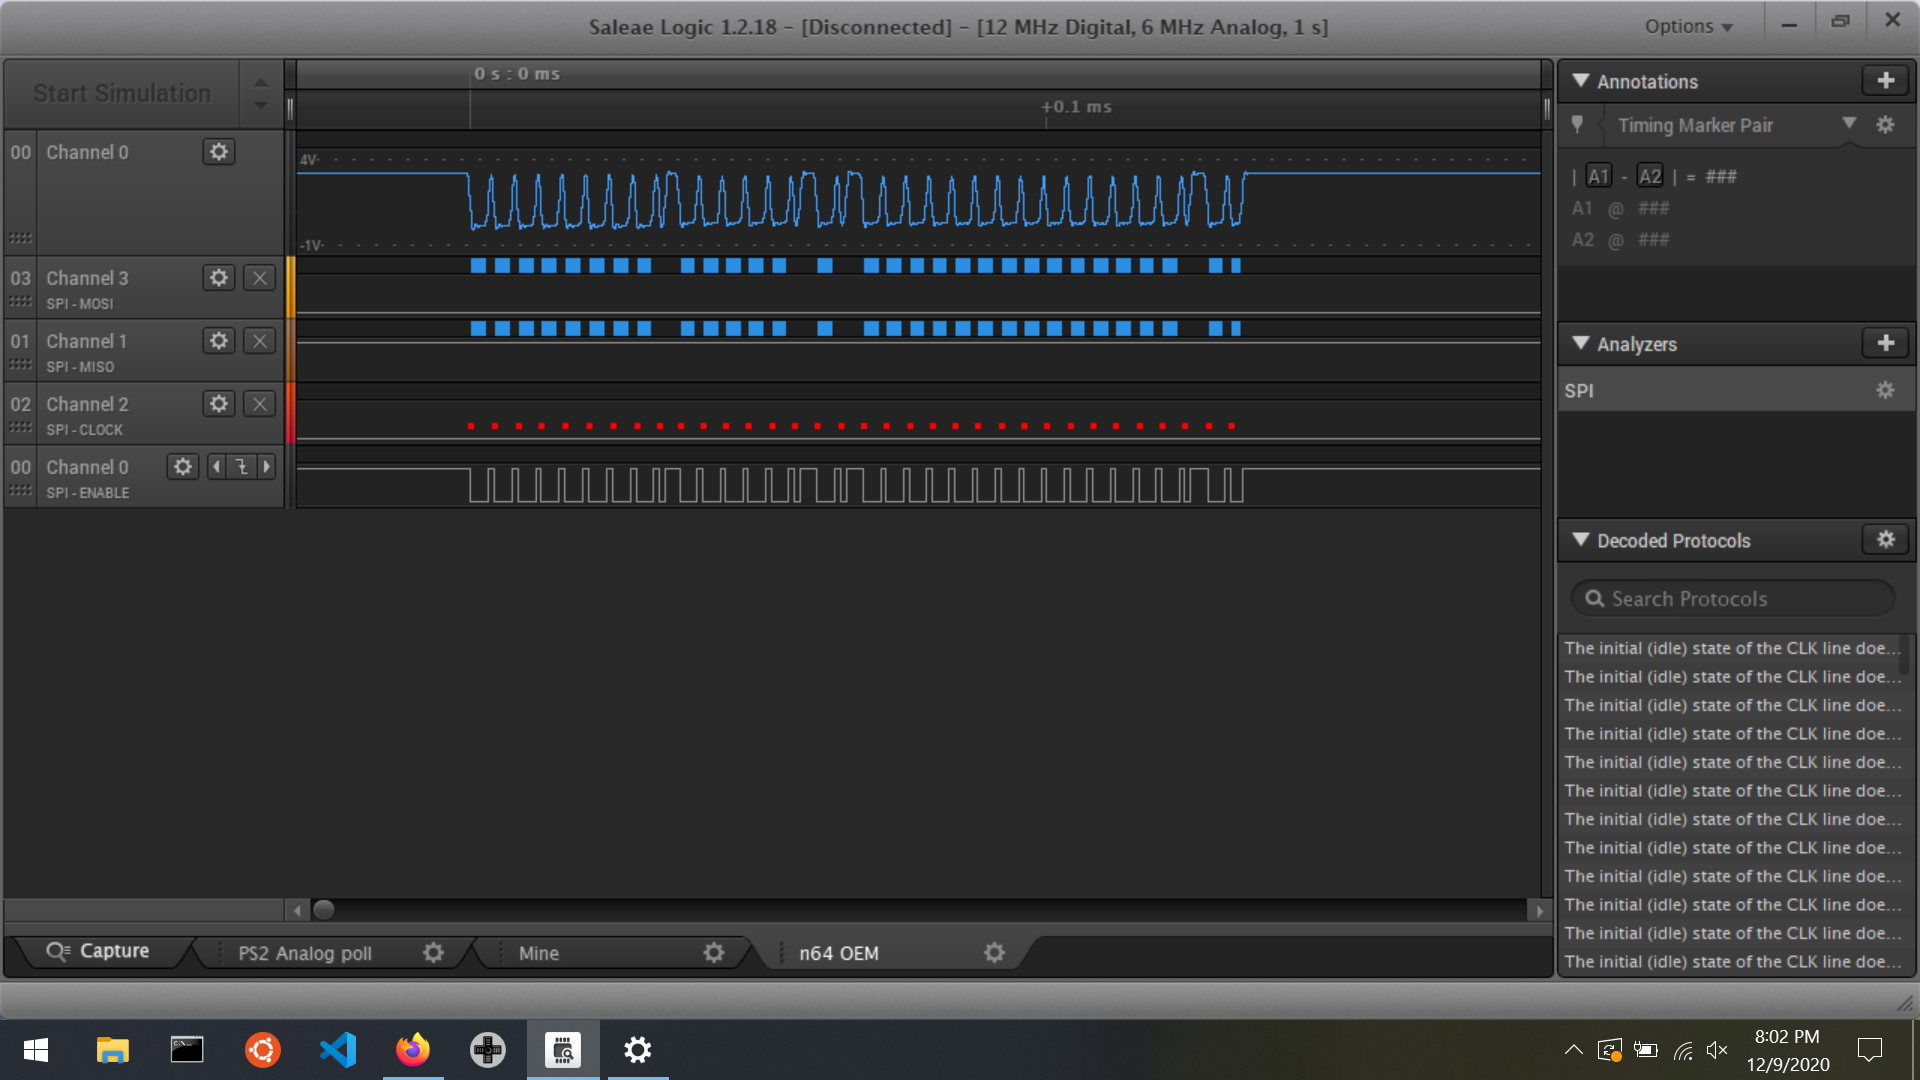 Saleae Logic 1.2.18 - [Disconnected] - [12 MHz Digital, 6 MHz Analog, 1 s]
Options
Start Simulation
0 s : 0 ms
+0.1 ms
00 Channel 0
4V
-1V
03 Channel 3
SPI - MOSI
01 Channel 1
SPI - MISO
02 Channel 2
SPI - CLOCK
00 Channel 0
SPI - ENABLE
Annotations
Timing Marker Pair
| A1 - A2 | = ###
A1 @ ###
A2 @ ###
Analyzers
SPI
Decoded Protocols
Search Protocols
The initial (idle) state of the CLK line doe...
The initial (idle) state of the CLK line doe...
The initial (idle) state of the CLK line doe...
The initial (idle) state of the CLK line doe...
The initial (idle) state of the CLK line doe...
The initial (idle) state of the CLK line doe...
The initial (idle) state of the CLK line doe...
The initial (idle) state of the CLK line doe...
The initial (idle) state of the CLK line doe...
The initial (idle) state of the CLK line doe...
The initial (idle) state of the CLK line doe...
The initial (idle) state of the CLK line doe...
Capture
PS2 Analog poll
Mine
n64 OEM
8:02 PM
12/9/2020